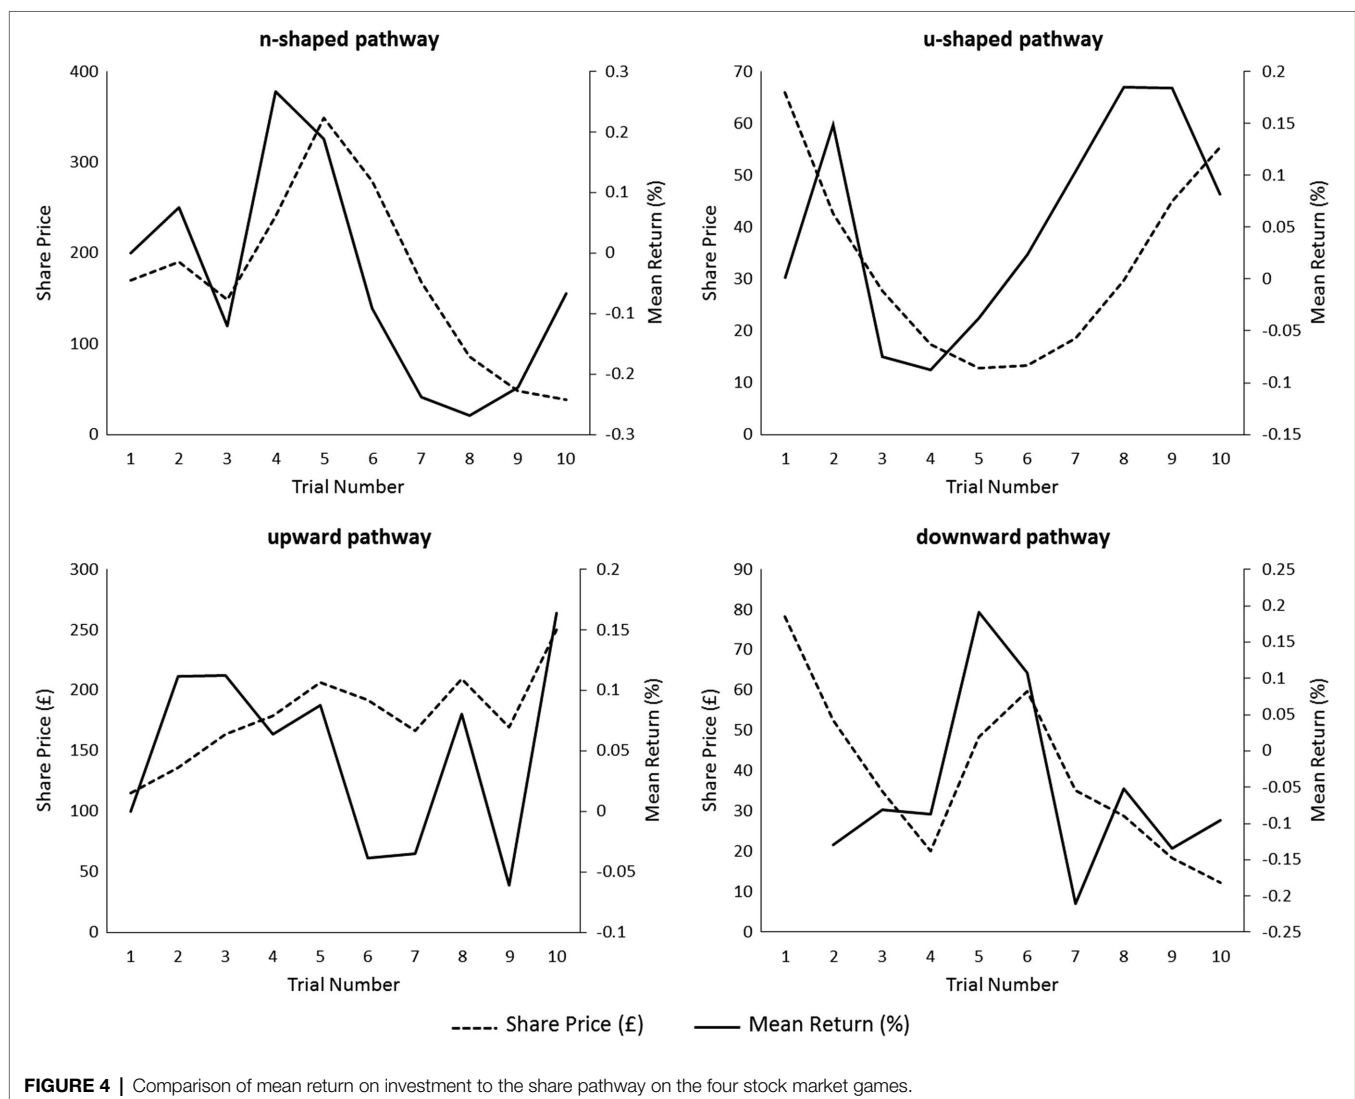 n-shaped pathway
400
300
200
100
0
Share Price
0.3
0.2
0.1
0
-0.1
-0.2
-0.3
Mean Return (%)
1 2 3 4 5 6 7 8 9 10
Trial Number
u-shaped pathway
70
60
50
40
30
20
10
0
Share Price
0.2
0.15
0.1
0.05
0
-0.05
-0.1
-0.15
Mean Return (%)
1 2 3 4 5 6 7 8 9 10
Trial Number
upward pathway
300
250
200
150
100
50
0
Share Price (£)
0.2
0.15
0.1
0.05
0
-0.05
-0.1
Mean Return (%)
1 2 3 4 5 6 7 8 9 10
Trial Number
downward pathway
90
80
70
60
50
40
30
20
10
0
Share Price (£)
0.25
0.2
0.15
0.1
0.05
0
-0.05
-0.1
-0.15
-0.2
-0.25
Mean Return (%)
1 2 3 4 5 6 7 8 9 10
Trial Number
Share Price (£) Mean Return (%)
FIGURE 4 | Comparison of mean return on investment to the share pathway on the four stock market games.